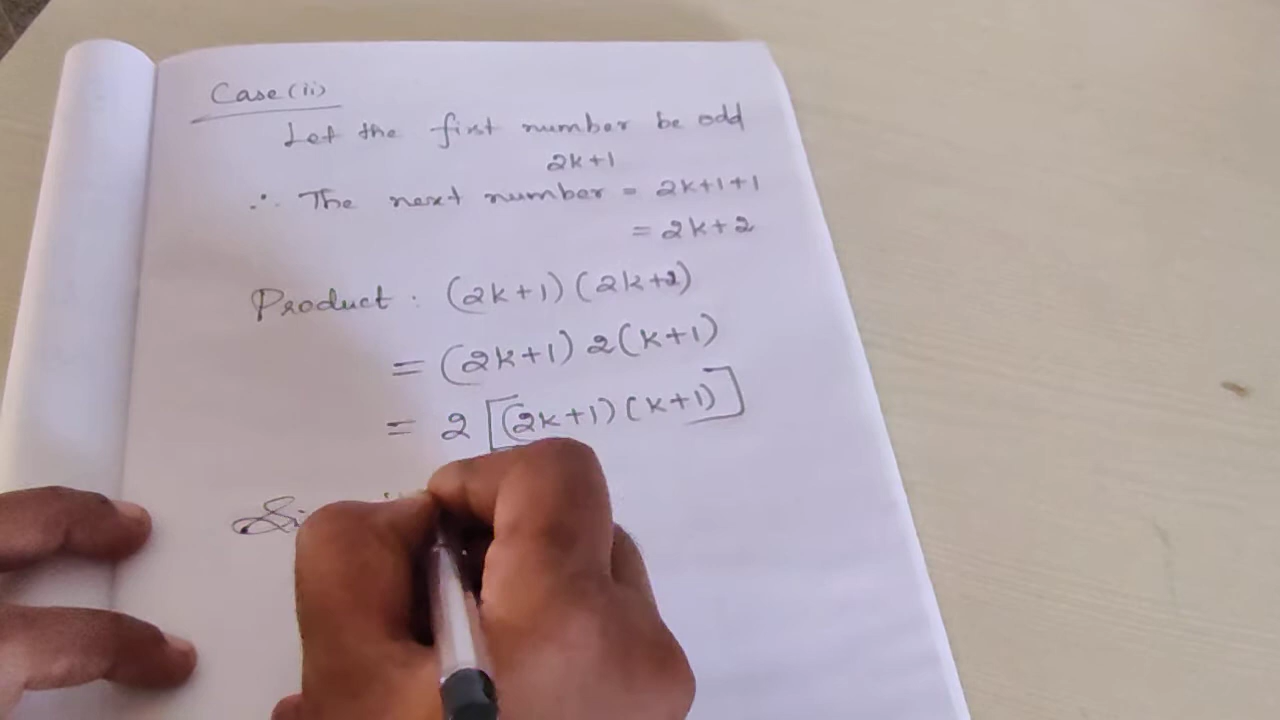 Case (ii)
Let the first number be odd
2k+1
∴ The next number = 2k+1+1
= 2k+2
Product : (2k+1) (2k+2)
= (2k+1) 2(k+1)
= 2 [(2k+1) (k+1)]